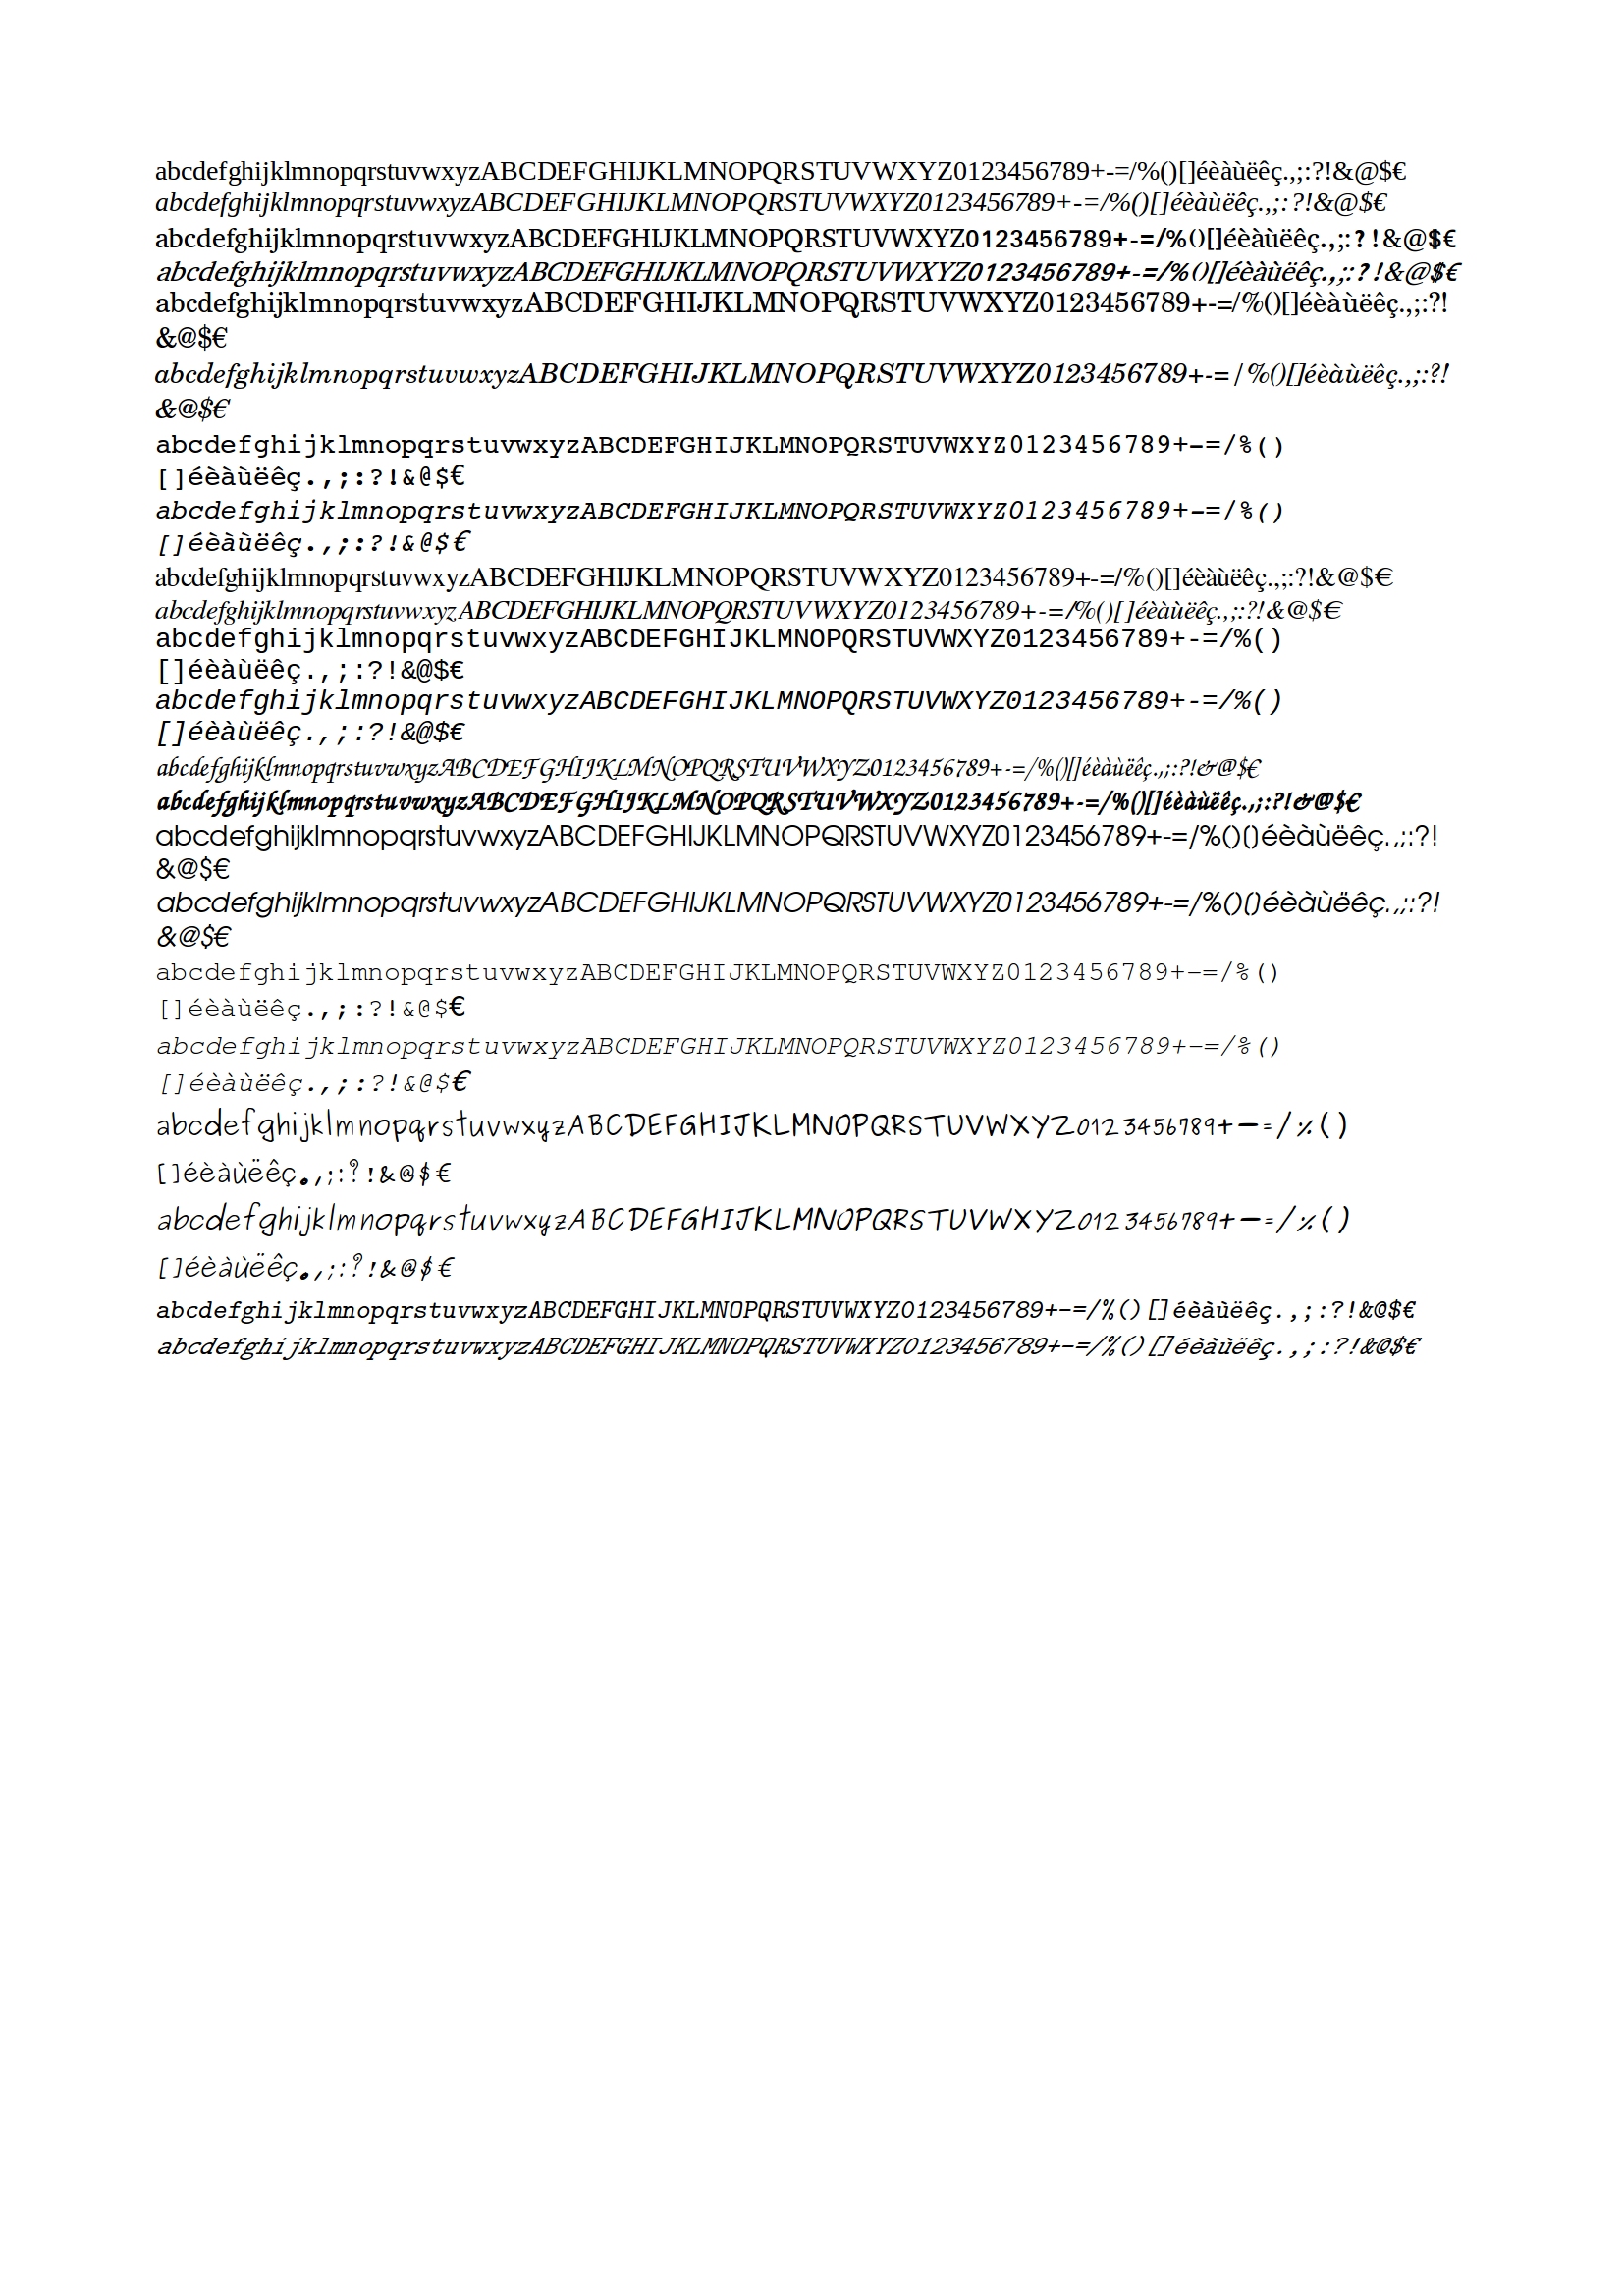 abcdefghijklmnopqrstuvwxyzABCDEFGHIJKLMNOPQRSTUVWXYZ0123456789+-=/%()[]éèàùëêç.,;:?!&@$€
abcdefghijklmnopqrstuvwxyzABCDEFGHIJKLMNOPQRSTUVWXYZ0123456789+-=/%()[]éèàùëêç.,;:?!&@$€
abcdefghijklmnopqrstuvwxyzABCDEFGHIJKLMNOPQRSTUVWXYZ0123456789+-=/%()[]éèàùëêç.,;:?!&@$€
abcdefghijklmnopqrstuvwxyzABCDEFGHIJKLMNOPQRSTUVWXYZ0123456789+-=/%()[]éèàùëêç.,;:?!&@$€
abcdefghijklmnopqrstuvwxyzABCDEFGHIJKLMNOPQRSTUVWXYZ0123456789+-=/%()[]éèàùëêç.,;:?!
&@$€
abcdefghijklmnopqrstuvwxyzABCDEFGHIJKLMNOPQRSTUVWXYZ0123456789+-=/%()[]éèàùëêç.,;:?!
&@$€
abcdefghijklmnopqrstuvwxyzABCDEFGHIJKLMNOPQRSTUVWXYZ0123456789+-=/%()
[]éèàùëêç.,;:?!&@$€
abcdefghijklmnopqrstuvwxyzABCDEFGHIJKLMNOPQRSTUVWXYZ0123456789+-=/%()
[]éèàùëêç.,;:?!&@$€
abcdefghijklmnopqrstuvwxyzABCDEFGHIJKLMNOPQRSTUVWXYZ0123456789+-=/%()[]éèàùëêç.,;:?!&@$€
abcdefghijklmnopqrstuvwxyzABCDEFGHIJKLMNOPQRSTUVWXYZ0123456789+-=/%()[]éèàùëêç.,;:?!&@$€
abcdefghijklmnopqrstuvwxyzABCDEFGHIJKLMNOPQRSTUVWXYZ0123456789+-=/%()
[]éèàùëêç.,;:?!&@$€
abcdefghijklmnopqrstuvwxyzABCDEFGHIJKLMNOPQRSTUVWXYZ0123456789+-=/%()
[]éèàùëêç.,;:?!&@$€
abcdefghijklmnopqrstuvwxyzABCDEFGHIJKLMNOPQRSTUVWXYZ0123456789+-=/%()[]éèàùëêç.,;:?!&@$€
abcdefghijklmnopqrstuvwxyzABCDEFGHIJKLMNOPQRSTUVWXYZ0123456789+-=/%()[]éèàùëêç.,;:?!&@$€
abcdefghijklmnopqrstuvwxyzABCDEFGHIJKLMNOPQRSTUVWXYZ0123456789+-=/%()[]éèàùëêç.,;:?!
&@$€
abcdefghijklmnopqrstuvwxyzABCDEFGHIJKLMNOPQRSTUVWXYZ0123456789+-=/%()[]éèàùëêç.,;:?!
&@$€
abcdefghijklmnopqrstuvwxyzABCDEFGHIJKLMNOPQRSTUVWXYZ0123456789+-=/%()
[]éèàùëêç.,;:?!&@$€
abcdefghijklmnopqrstuvwxyzABCDEFGHIJKLMNOPQRSTUVWXYZ0123456789+-=/%()
[]éèàùëêç.,;:?!&@$€
abcdefghijklmnopqrstuvwxyzABCDEFGHIJKLMNOPQRSTUVWXYZ0123456789+-=/%()
[]éèàùëêç.,;:?!&@$€
abcdefghijklmnopqrstuvwxyzABCDEFGHIJKLMNOPQRSTUVWXYZ0123456789+-=/%()
[]éèàùëêç.,;:?!&@$€
abcdefghijklmnopqrstuvwxyzABCDEFGHIJKLMNOPQRSTUVWXYZ0123456789+-=/%()[]éèàùëêç.,;:?!&@$€
abcdefghijklmnopqrstuvwxyzABCDEFGHIJKLMNOPQRSTUVWXYZ0123456789+-=/%()[]éèàùëêç.,;:?!&@$€